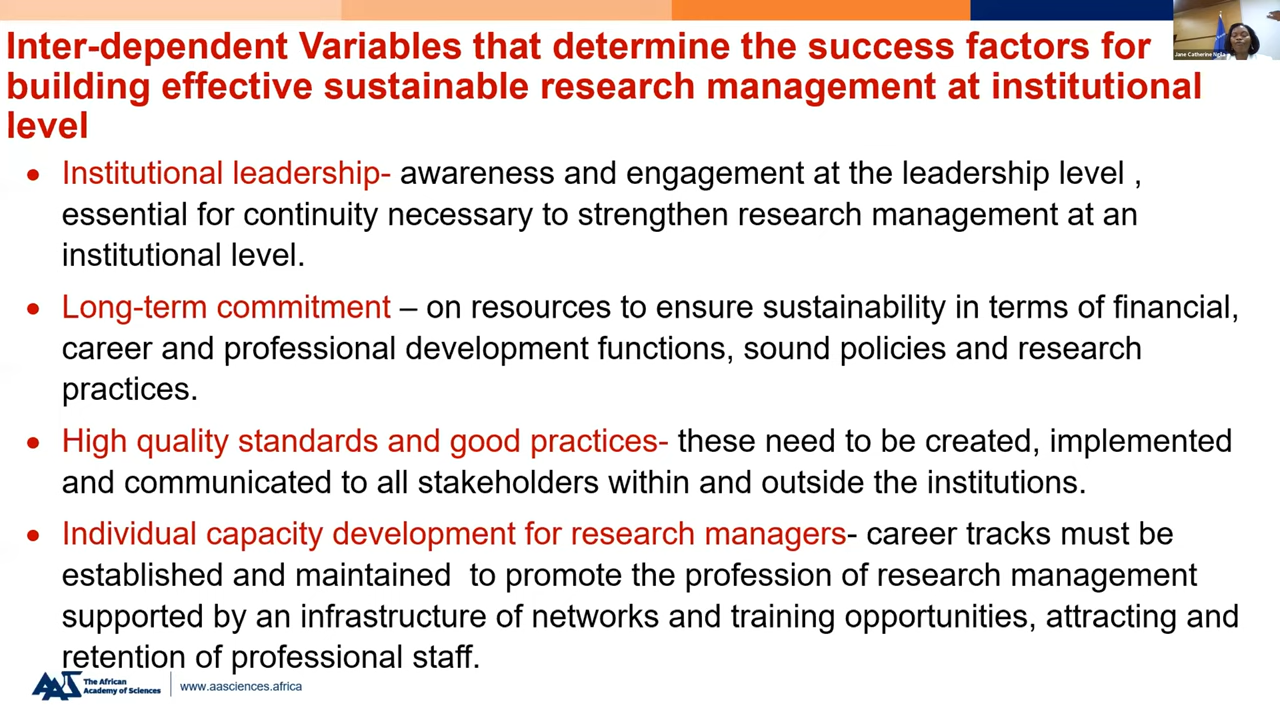 Inter-dependent Variables that determine the success factors for
building effective sustainable research management at institutional
level
Jane Catherine Ngila
• Institutional leadership- awareness and engagement at the leadership level ,
essential for continuity necessary to strengthen research management at an
institutional level.
• Long-term commitment – on resources to ensure sustainability in terms of financial,
career and professional development functions, sound policies and research
practices.
• High quality standards and good practices- these need to be created, implemented
and communicated to all stakeholders within and outside the institutions.
• Individual capacity development for research managers- career tracks must be
established and maintained  to promote the profession of research management
supported by an infrastructure of networks and training opportunities, attracting and
retention of professional staff.
AAS
The African
Academy of Sciences
www.aasciences.africa